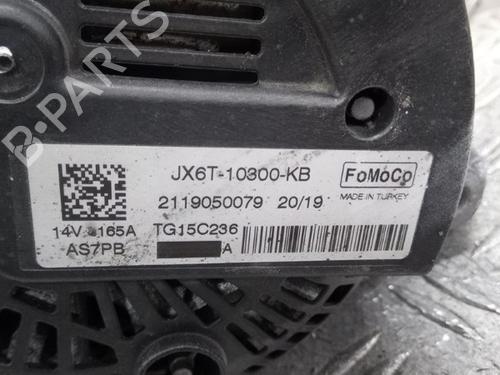 B-PARTS
JX6T-10300-KB
FoMoCo
2119050079 20/19
MADE IN TURKEY
14V 165A TG15C236
AS7PB A